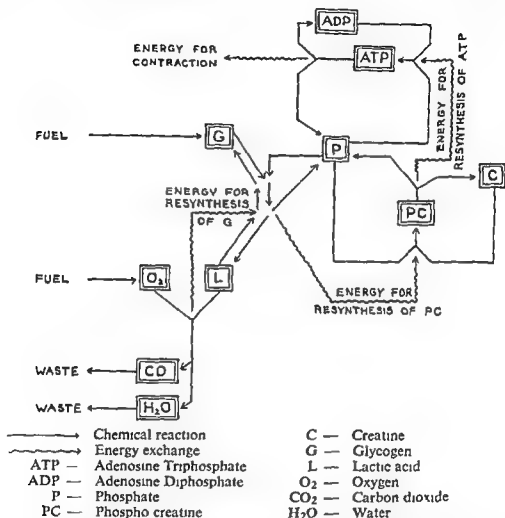 ADP
ENERGY FOR
CONTRACTION
ATP
ENERGY FOR
RESYNTHESIS OF ATP
FUEL
G
P
C
ENERGY FOR
RESYNTHESIS
OF G
PC
FUEL
O₂
L
ENERGY FOR
RESYNTHESIS OF PC
WASTE
CD
WASTE
H₂O
Chemical reaction
Energy exchange
ATP — Adenosine Triphosphate
ADP — Adenosine Diphosphate
P — Phosphate
PC — Phospho creatine
C — Creatine
G — Glycogen
L — Lactic acid
O₂ — Oxygen
CO₂ — Carbon dioxide
H₂O — Water